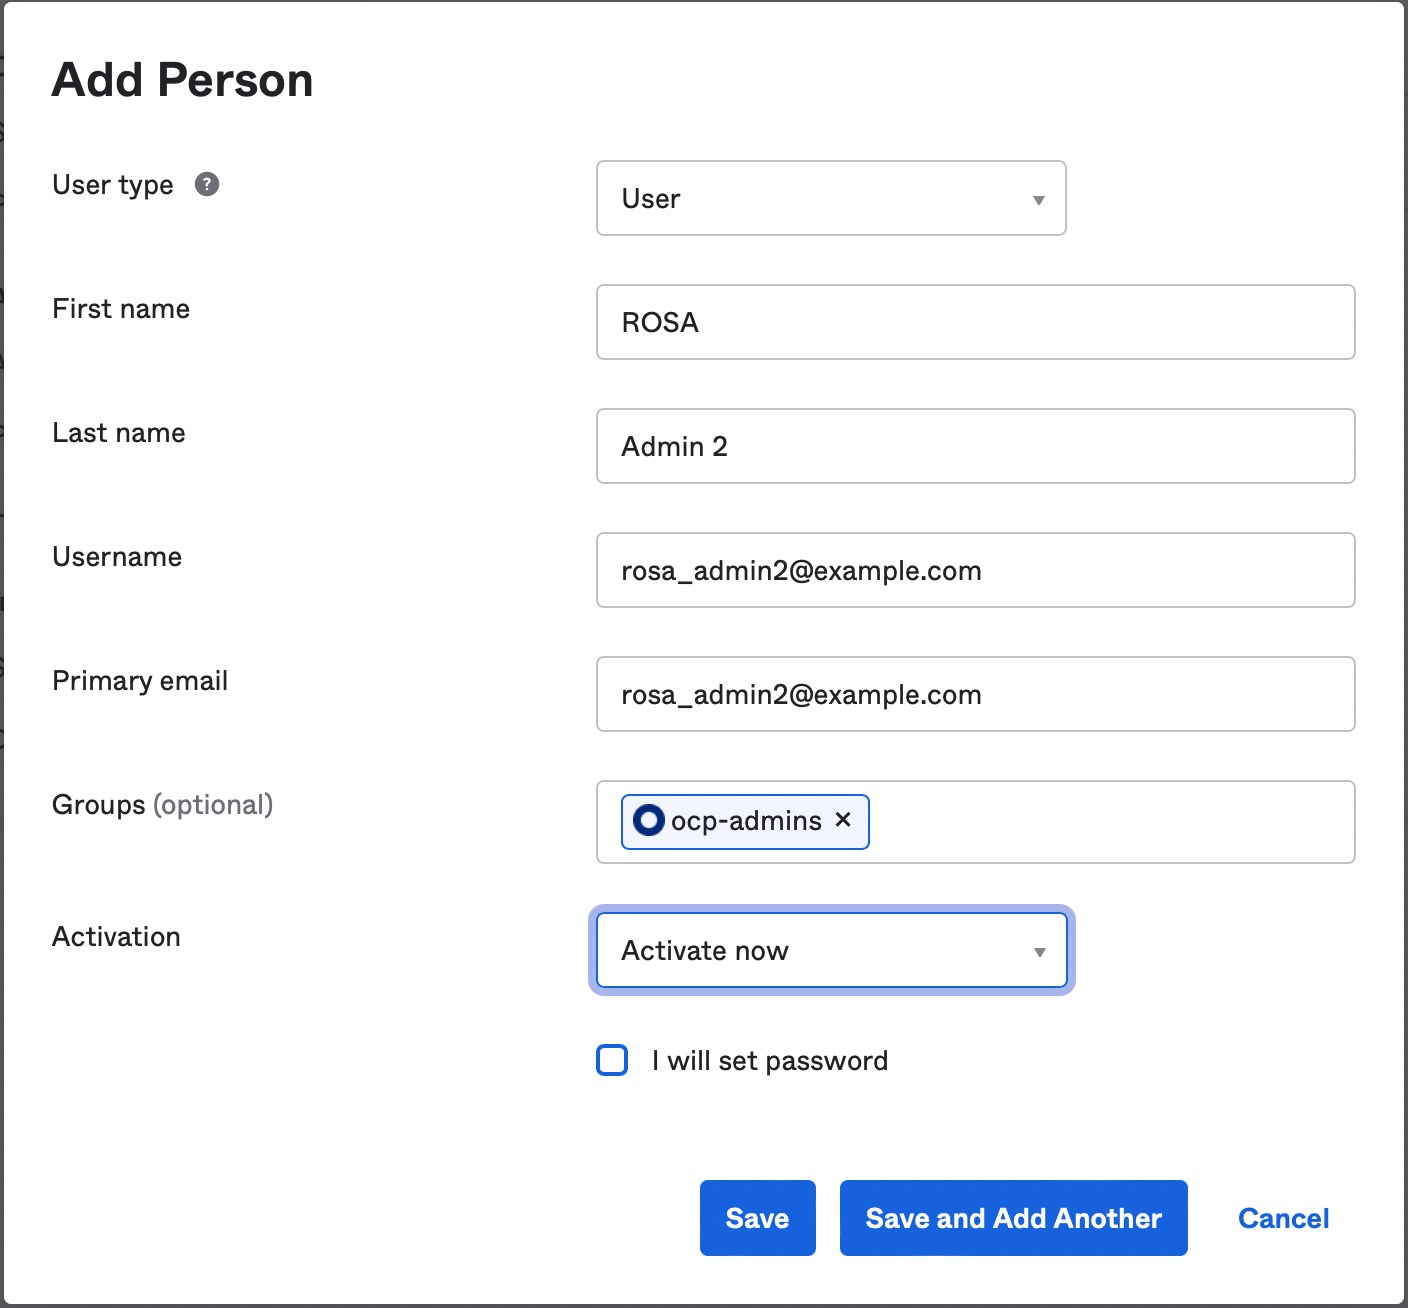 Add Person
User type ?
User
First name
ROSA
Last name
Admin 2
Username
rosa_admin2@example.com
Primary email
rosa_admin2@example.com
Groups (optional)
ocp-admins ×
Activation
Activate now
I will set password
Save
Save and Add Another
Cancel